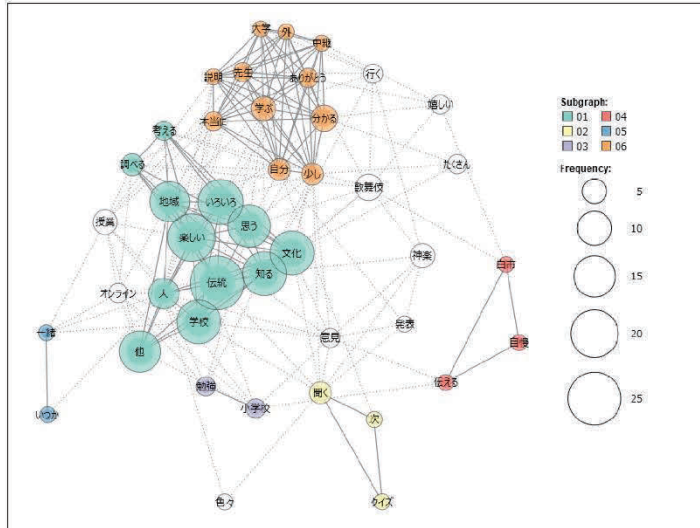 大学
外
中継
説明
先生
ありがとう
行く
学ぶ
嬉しい
本当に
分かる
考える
調べる
自分
少し
たくさん
地域
いろいろ
歌舞伎
授業
思う
楽しい
文化
神楽
伝統
知る
白市
オンライン
人
学校
発表
一緒
意見
自慢
他
勉強
伝える
小学校
聞く
いつか
次
色々
クイズ
Subgraph:
01 04
02 05
03 06
Frequency:
5
10
15
20
25